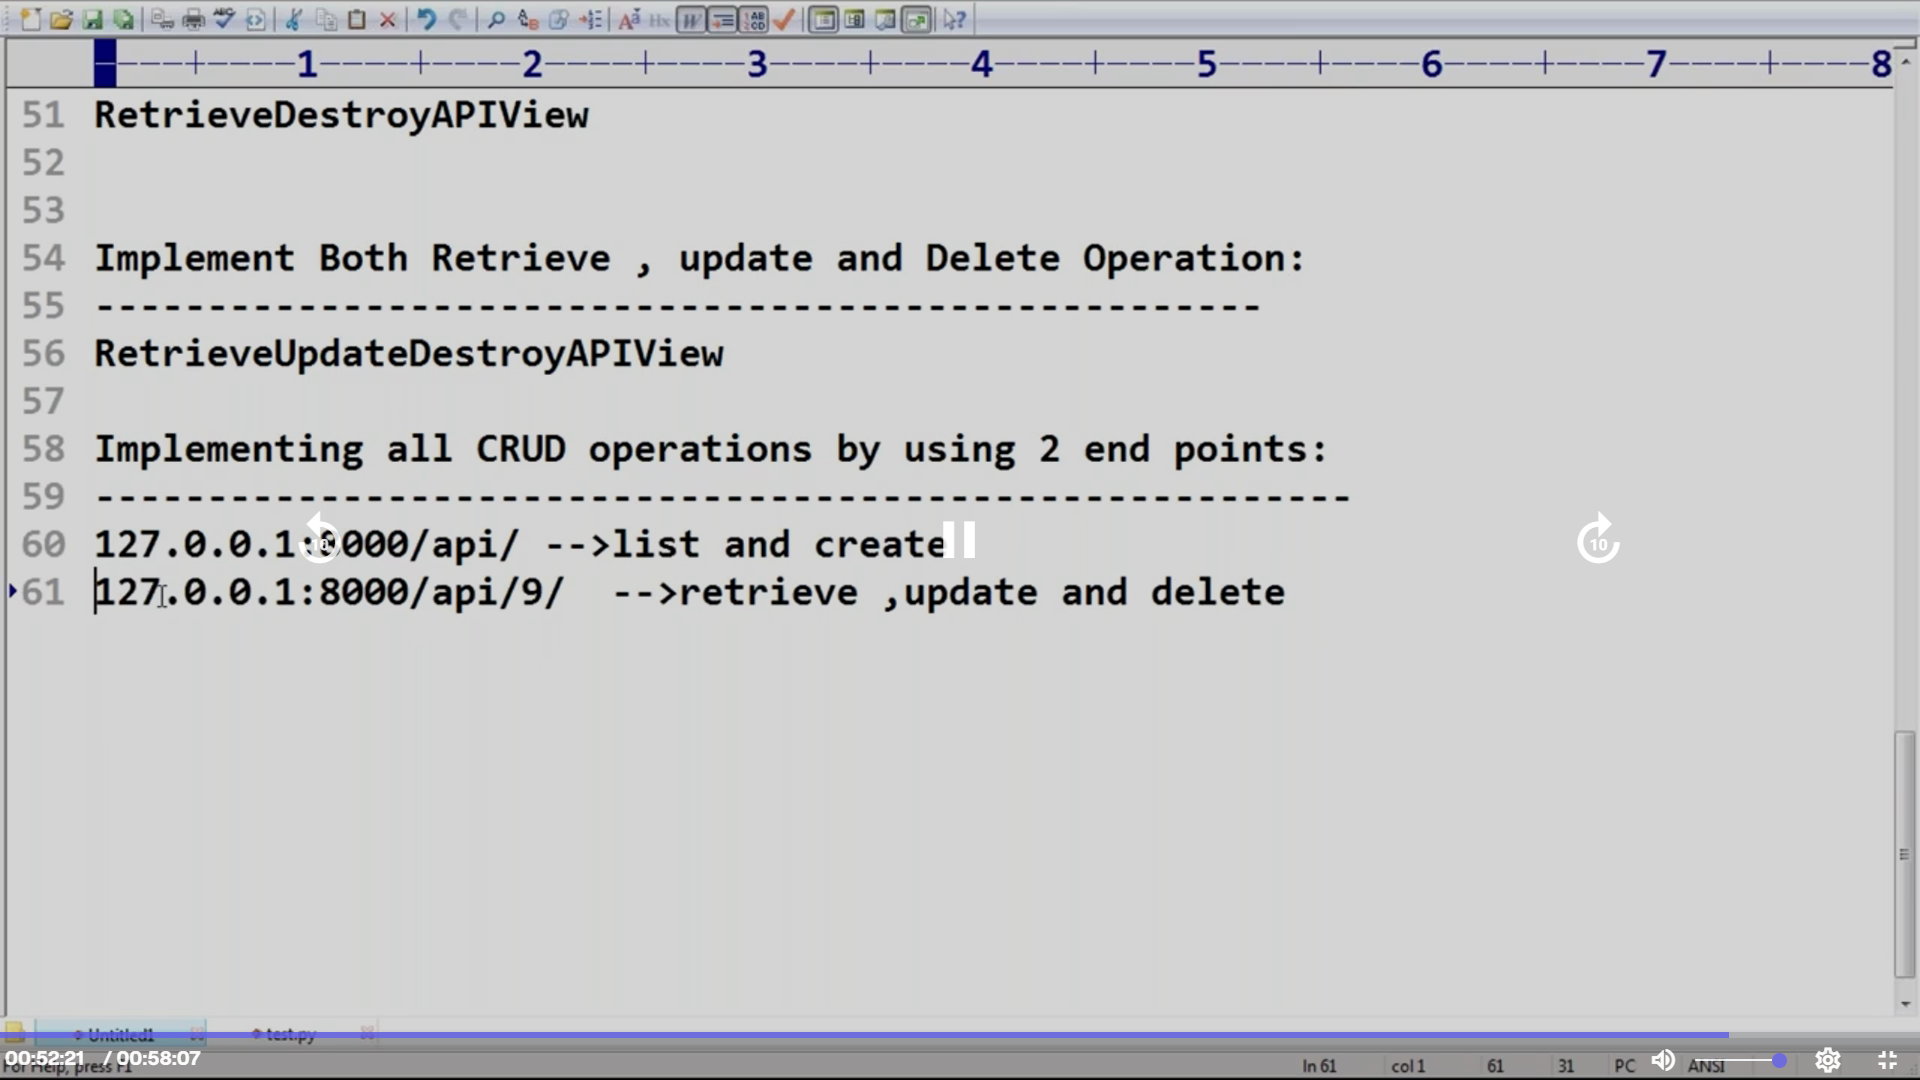 1 2 3 4 5 6 7 8
51 RetrieveDestroyAPIView
52
53
54 Implement Both Retrieve , update and Delete Operation:
55 ----------------------------------------------------
56 RetrieveUpdateDestroyAPIView
57
58 Implementing all CRUD operations by using 2 end points:
59 --------------------------------------------------------
60 127.0.0.1:8000/api/ -->list and create
61 127.0.0.1:8000/api/9/  -->retrieve ,update and delete
10 10
Untitled1 test.py
00:52:21 / 00:58:07
For Help, press F1 ln 61 col 1 61 31 PC ANSI